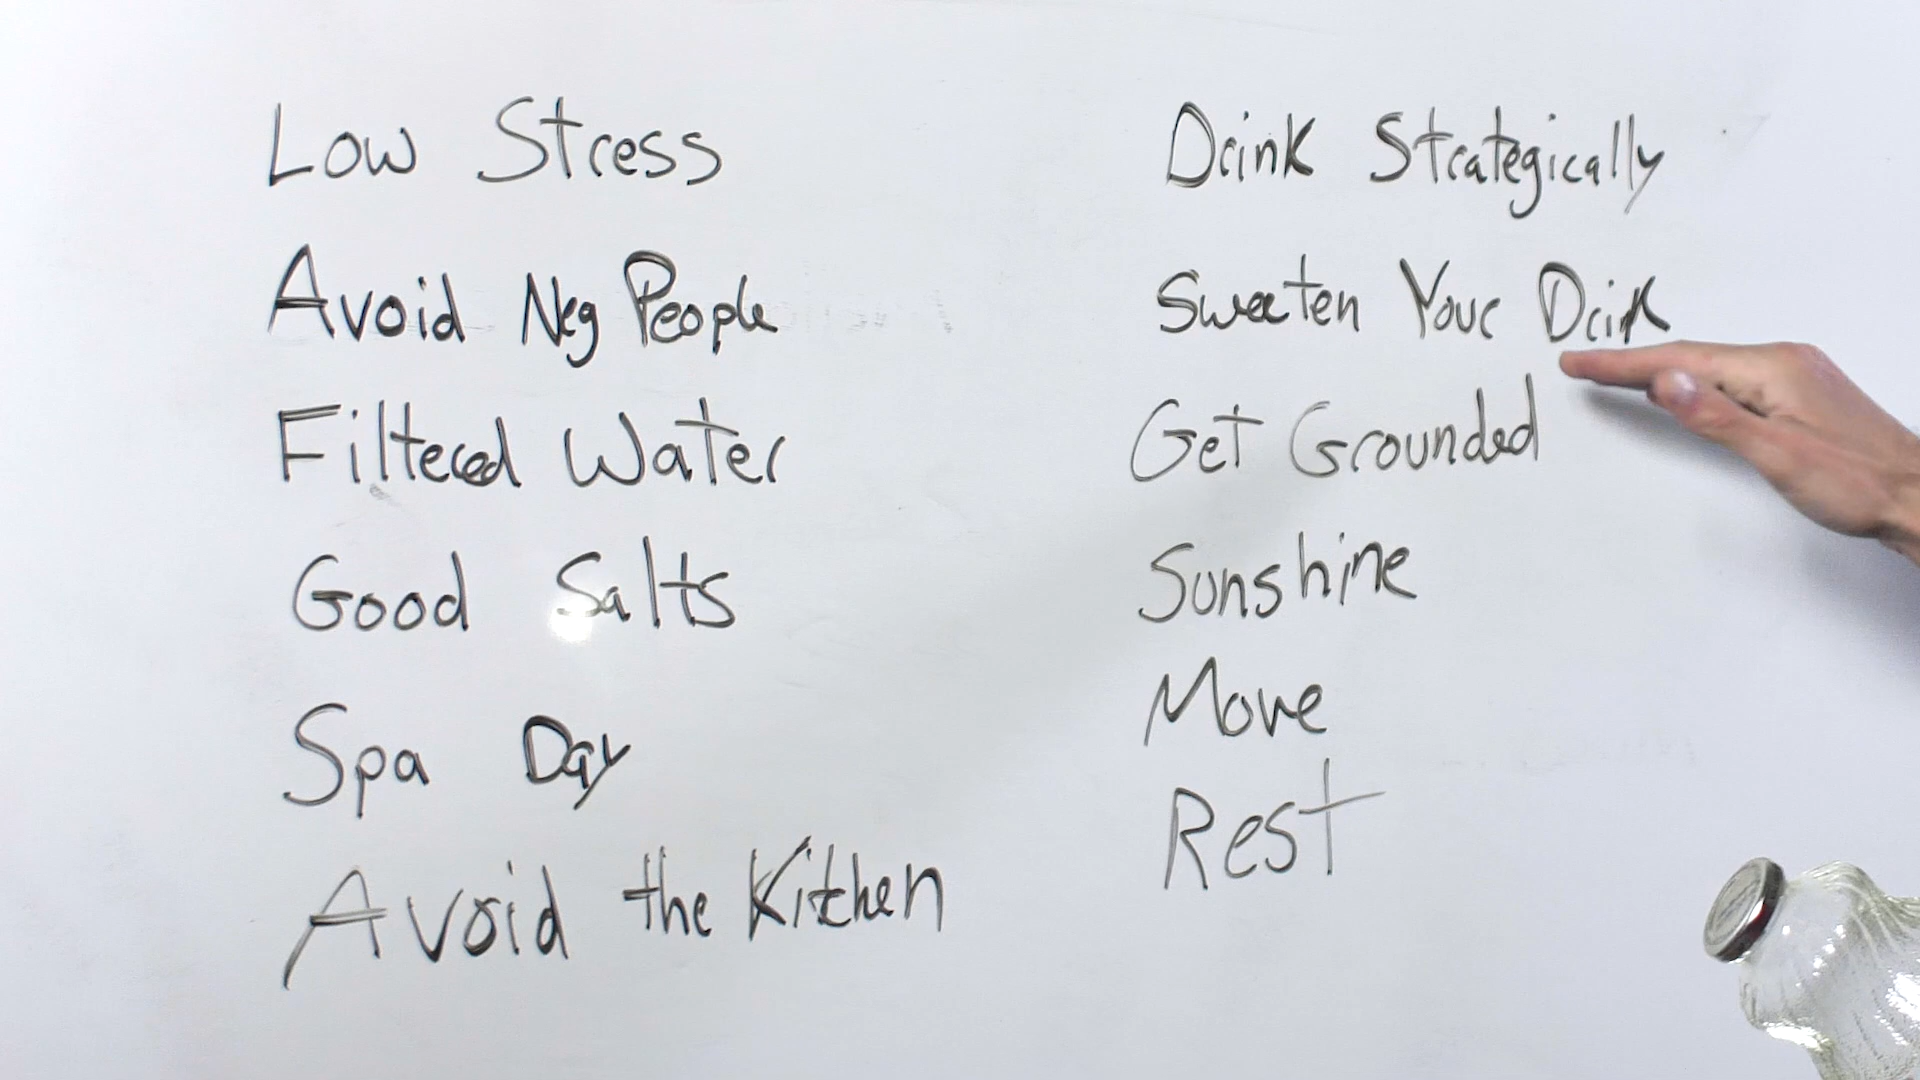 Low Stress
Avoid Neg People
Filtered Water
Good Salts
Spa Day
Avoid the Kitchen
Drink Strategically
Sweeten Your Drink
Get Grounded
Sunshine
Move
Rest